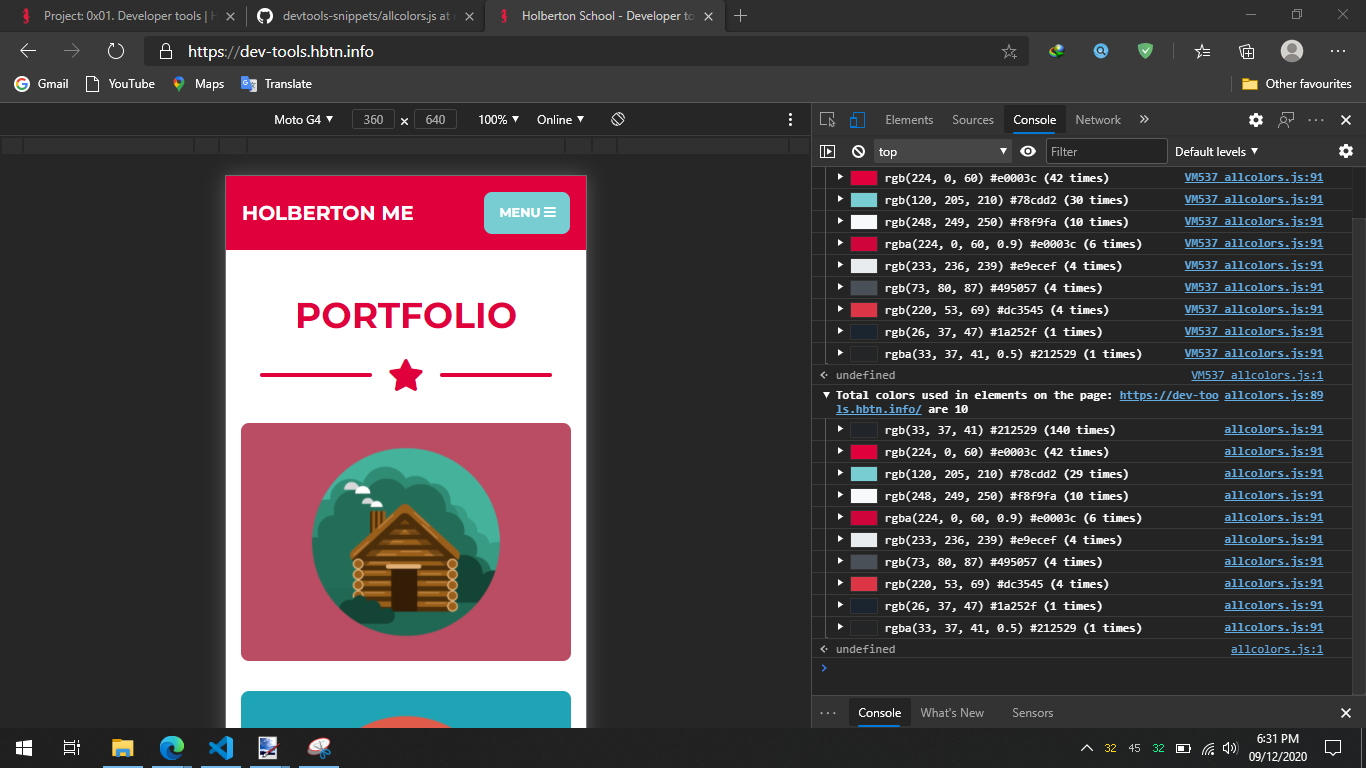 Project: 0x01. Developer tools | H
devtools-snippets/allcolors.js at
Holberton School - Developer to
https://dev-tools.hbtn.info
Gmail
YouTube
Maps
Translate
Other favourites
Moto G4
360 × 640
100%
Online
Elements
Sources
Console
Network
top
Filter
Default levels
HOLBERTON ME
MENU
PORTFOLIO
rgb(224, 0, 60) #e0003c (42 times) VM537 allcolors.js:91
rgb(120, 205, 210) #78cdd2 (30 times) VM537 allcolors.js:91
rgb(248, 249, 250) #f8f9fa (10 times) VM537 allcolors.js:91
rgba(224, 0, 60, 0.9) #e0003c (6 times) VM537 allcolors.js:91
rgb(233, 236, 239) #e9ecef (4 times) VM537 allcolors.js:91
rgb(73, 80, 87) #495057 (4 times) VM537 allcolors.js:91
rgb(220, 53, 69) #dc3545 (4 times) VM537 allcolors.js:91
rgb(26, 37, 47) #1a252f (1 times) VM537 allcolors.js:91
rgba(33, 37, 41, 0.5) #212529 (1 times) VM537 allcolors.js:91
undefined VM537 allcolors.js:1
Total colors used in elements on the page: https://dev-too allcolors.js:89
ls.hbtn.info/ are 10
rgb(33, 37, 41) #212529 (140 times) allcolors.js:91
rgb(224, 0, 60) #e0003c (42 times) allcolors.js:91
rgb(120, 205, 210) #78cdd2 (29 times) allcolors.js:91
rgb(248, 249, 250) #f8f9fa (10 times) allcolors.js:91
rgba(224, 0, 60, 0.9) #e0003c (6 times) allcolors.js:91
rgb(233, 236, 239) #e9ecef (4 times) allcolors.js:91
rgb(73, 80, 87) #495057 (4 times) allcolors.js:91
rgb(220, 53, 69) #dc3545 (4 times) allcolors.js:91
rgb(26, 37, 47) #1a252f (1 times) allcolors.js:91
rgba(33, 37, 41, 0.5) #212529 (1 times) allcolors.js:91
undefined allcolors.js:1
Console
What's New
Sensors
32 45 32
6:31 PM
09/12/2020